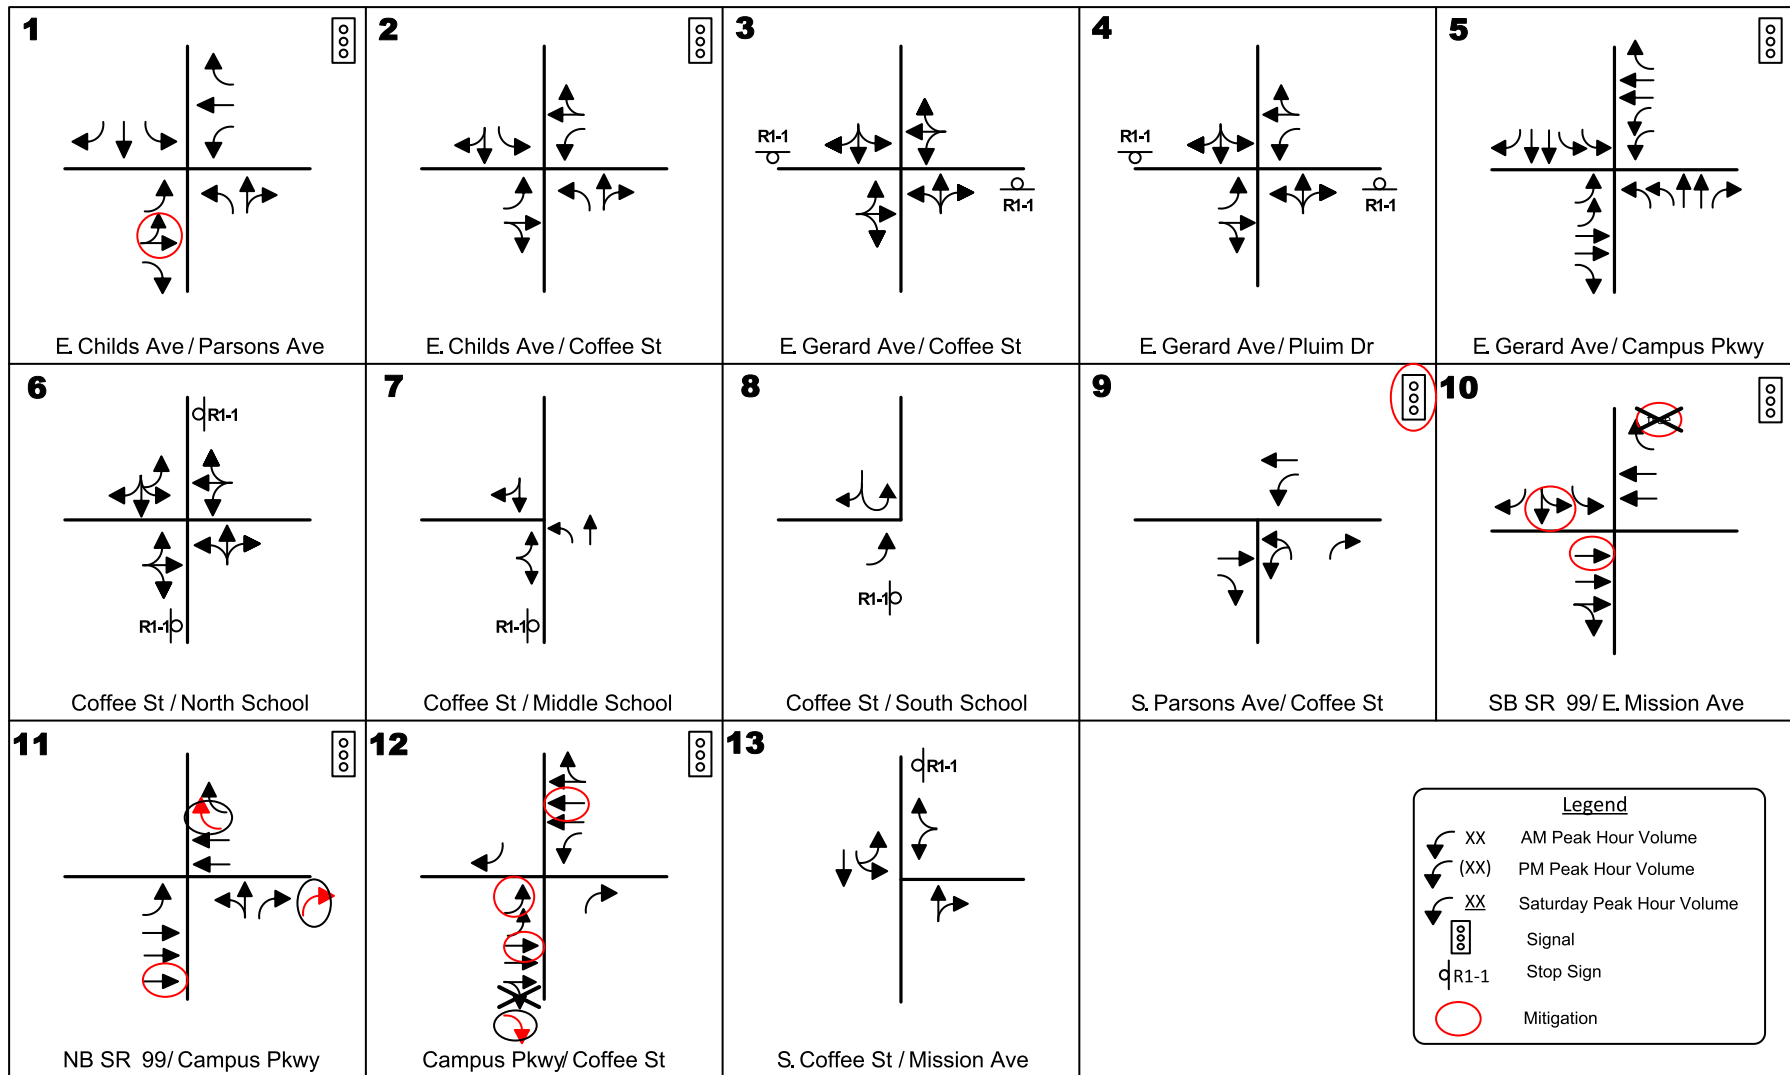 1
E. Childs Ave / Parsons Ave
2
E. Childs Ave / Coffee St
3
R1-1
R1-1
E. Gerard Ave / Coffee St
4
R1-1
R1-1
E. Gerard Ave / Pluim Dr
5
E. Gerard Ave / Campus Pkwy
6
R1-1
R1-1
Coffee St / North School
7
R1-1
Coffee St / Middle School
8
R1-1
Coffee St / South School
9
S. Parsons Ave / Coffee St
10
SB SR 99 / E. Mission Ave
11
NB SR 99 / Campus Pkwy
12
Campus Pkwy / Coffee St
13
R1-1
S. Coffee St / Mission Ave
Legend
XX AM Peak Hour Volume
(XX) PM Peak Hour Volume
XX Saturday Peak Hour Volume
Signal
R1-1 Stop Sign
Mitigation